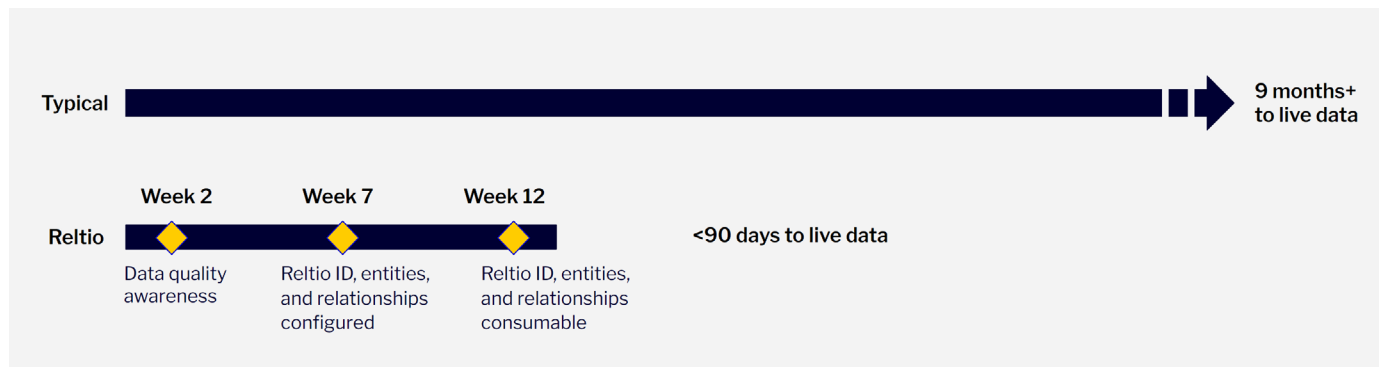 Typical
9 months+
to live data
Week 2
Week 7
Week 12
Reltio
<90 days to live data
Data quality
awareness
Reltio ID, entities,
and relationships
configured
Reltio ID, entities,
and relationships
consumable